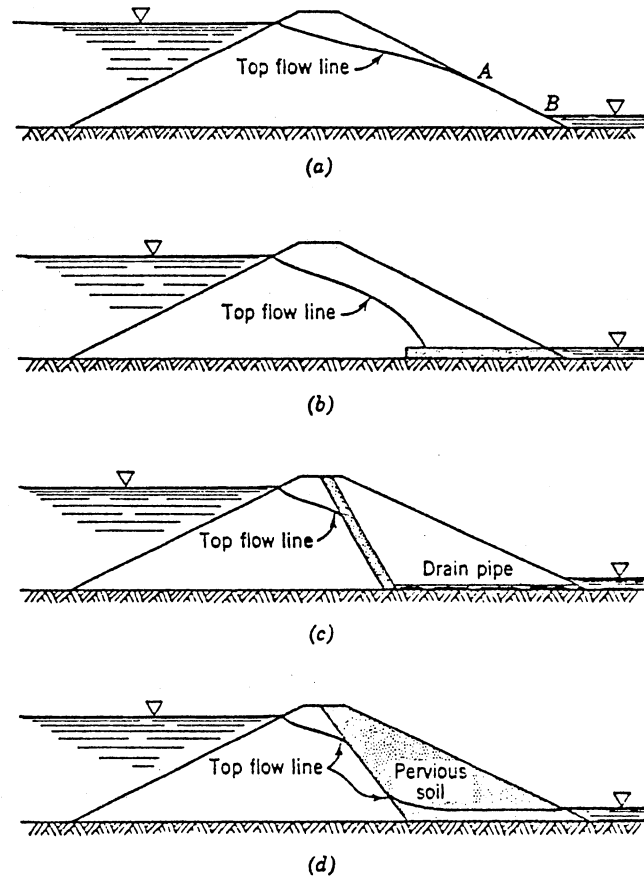 Top flow line
A
B
(a)
Top flow line
(b)
Top flow line
Drain pipe
(c)
Top flow line
Pervious
soil
(d)